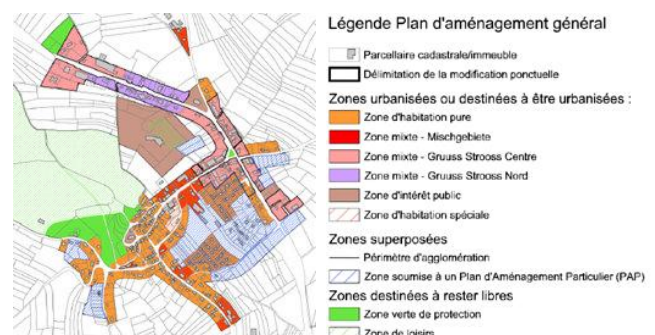 Légende Plan d'aménagement général
Parcellaire cadastrale/immeuble
Délimitation de la modification ponctuelle
Zones urbanisées ou destinées à être urbanisées :
Zone d'habitation pure
Zone mixte - Mischgebiete
Zone mixte - Gruuss Strooss Centre
Zone mixte - Gruuss Strooss Nord
Zone d'intérêt public
Zone d'habitation spéciale
Zones superposées
Périmètre d'agglomération
Zone soumise à un Plan d'Aménagement Particulier (PAP)
Zones destinées à rester libres
Zone verte de protection
Zone de loisirs